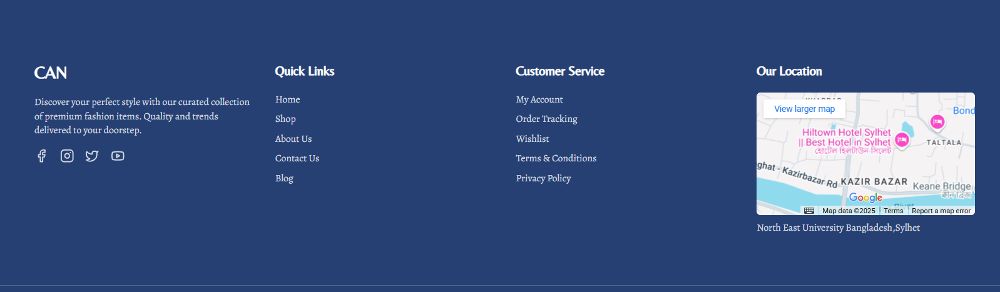 CAN
Discover your perfect style with our curated collection
of premium fashion items. Quality and trends
delivered to your doorstep.
Quick Links
Home
Shop
About Us
Contact Us
Blog
Customer Service
My Account
Order Tracking
Wishlist
Terms & Conditions
Privacy Policy
Our Location
View larger map
Bond
Hiltown Hotel Sylhet
|| Best Hotel in Sylhet
হোটেল হিলটাউন সিলেট
TALTALA
ghat - Kazirbazar Rd
KAZIR BAZAR
Keane Bridge
ক্বীন ব্রিজ
Google
River
Map data ©2025
Terms
Report a map error
North East University Bangladesh,Sylhet